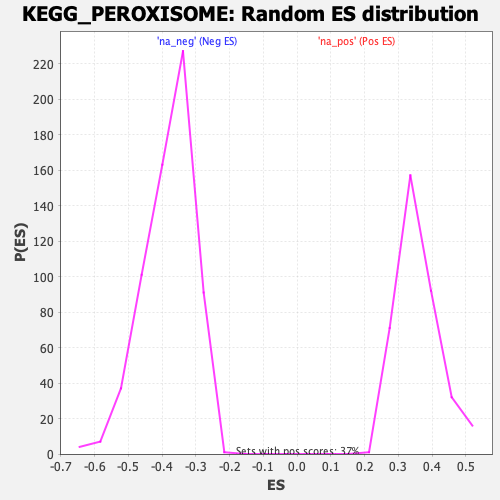 KEGG_PEROXISOME: Random ES distribution
'na_neg' (Neg ES) 'na_pos' (Pos ES)
P(ES)
220
200
180
160
140
120
100
80
60
40
20
0
Sets with pos scores: 37%
-0.7 -0.6 -0.5 -0.4 -0.3 -0.2 -0.1 0.0 0.1 0.2 0.3 0.4 0.5
ES